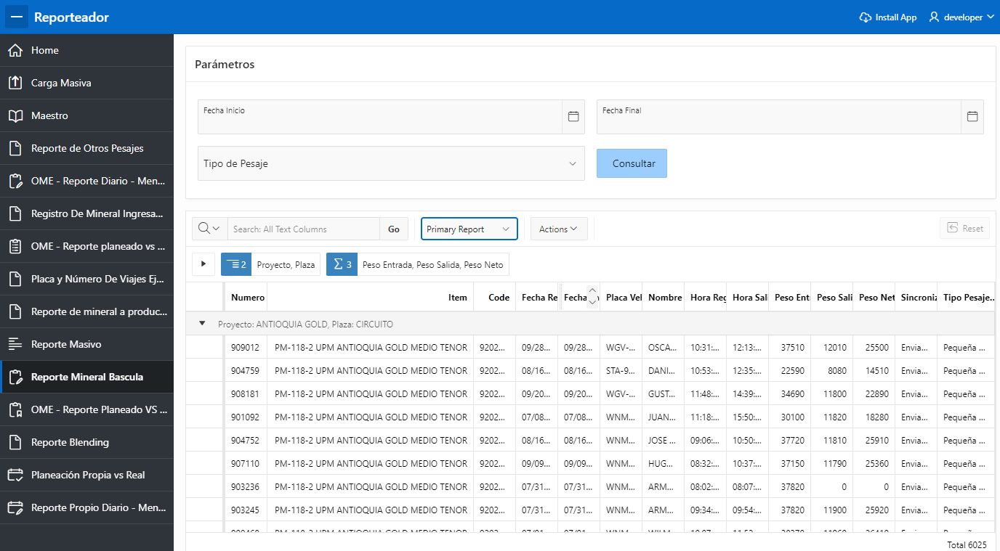 Reporteador
Install App
developer
Home
Carga Masiva
Maestro
Reporte de Otros Pesajes
OME - Reporte Diario - Men...
Registro De Mineral Ingresa...
OME - Reporte planeado vs ...
Placa y Número De Viajes Ej...
Reporte de mineral a produc...
Reporte Masivo
Reporte Mineral Bascula
OME - Reporte Planeado VS ...
Reporte Blending
Planeación Propia vs Real
Reporte Propio Diario - Men...
Parámetros
Fecha Inicio
Fecha Final
Tipo de Pesaje
Consultar
Search: All Text Columns Go Primary Report Actions Reset
2 Proyecto, Plaza 3 Peso Entrada, Peso Salida, Peso Neto
Numero Item Code Fecha Re Fecha Placa Vel Nombre Hora Reg Hora Sali Peso Ent Peso Sali Peso Net Sincroniz Tipo Pesaje..
Proyecto: ANTIOQUIA GOLD, Plaza: CIRCUITO
909012 PM-118-2 UPM ANTIOQUIA GOLD MEDIO TENOR 9202... 09/28... 09/28... WGV-... OSCA... 10:31:... 12:13:... 37510 12010 25500 Envia... Pequeña ...
904759 PM-118-2 UPM ANTIOQUIA GOLD MEDIO TENOR 9202... 08/16... 08/16... STA-9... DANI... 10:53:... 12:35:... 22590 8080 14510 Envia... Pequeña ...
908181 PM-118-2 UPM ANTIOQUIA GOLD MEDIO TENOR 9202... 09/20... 09/20... WGV-... GUST... 11:48:... 14:39:... 34690 11800 22890 Envia... Pequeña ...
901092 PM-118-2 UPM ANTIOQUIA GOLD MEDIO TENOR 9202... 07/08... 07/08... WNM... JUAN... 11:18:... 15:50:... 30100 11820 18280 Envia... Pequeña ...
904752 PM-118-2 UPM ANTIOQUIA GOLD MEDIO TENOR 9202... 08/16... 08/16... WNM... JOSE ... 09:06:... 10:50:... 37720 11810 25910 Envia... Pequeña ...
907110 PM-118-2 UPM ANTIOQUIA GOLD MEDIO TENOR 9202... 09/09... 09/09... WNM... HUG... 08:32:... 10:37:... 37150 11790 25360 Envia... Pequeña ...
903236 PM-118-2 UPM ANTIOQUIA GOLD MEDIO TENOR 9202... 07/31... 07/31... WNM... ARM... 08:02:... 08:07:... 37820 0 0 Envia... Pequeña ...
903245 PM-118-2 UPM ANTIOQUIA GOLD MEDIO TENOR 9202... 07/31... 07/31... WNM... ARM... 09:34:... 09:54:... 37820 11900 25920 Envia... Pequeña ...
Total 6025